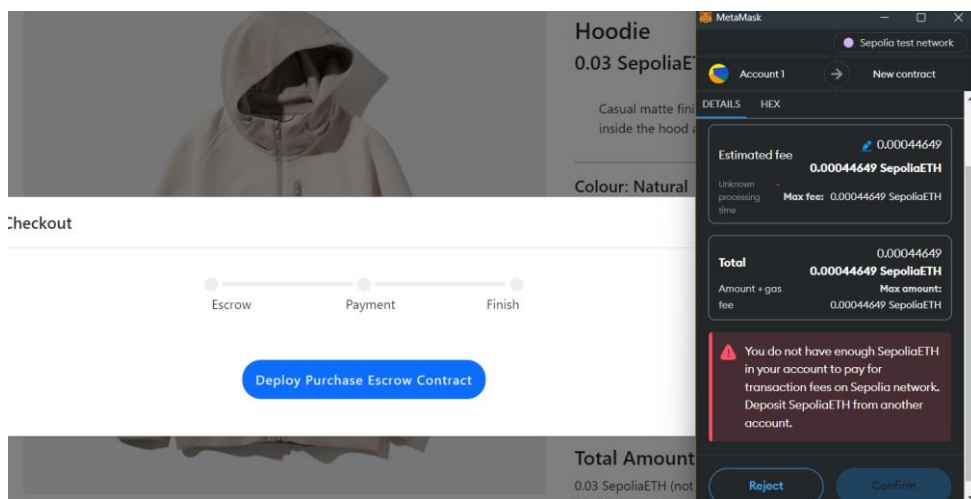 Hoodie
0.03 SepoliaE
Casual matte fini
inside the hood a
Colour: Natural
Checkout
Escrow
Payment
Finish
Deploy Purchase Escrow Contract
Total Amount
0.03 SepoliaETH (not
MetaMask
Sepolia test network
Account 1
New contract
DETAILS HEX
Estimated fee
0.00044649
0.00044649 SepoliaETH
Unknown
processing
time
Max fee: 0.00044649 SepoliaETH
Total
0.00044649
0.00044649 SepoliaETH
Amount + gas
fee
Max amount:
0.00044649 SepoliaETH
You do not have enough SepoliaETH
in your account to pay for
transaction fees on Sepolia network.
Deposit SepoliaETH from another
account.
Reject
Confirm